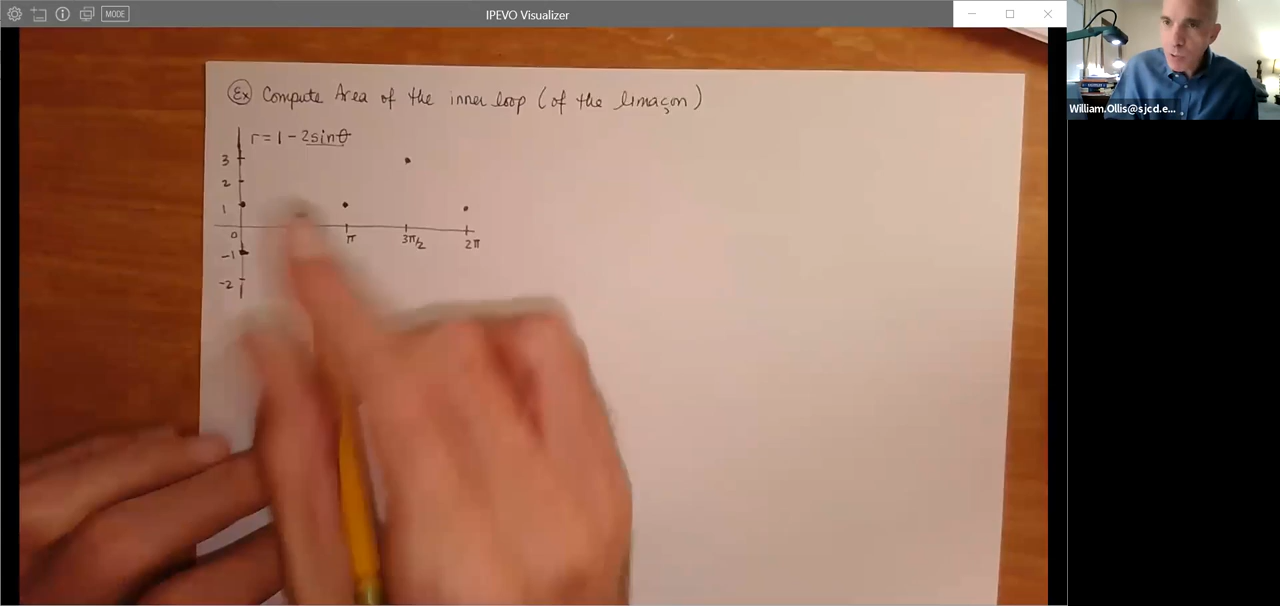 IPEVO Visualizer
MODE
Ex Compute Area of the inner loop (of the limaçon)
r = 1 - 2sinθ
3
2
1
0
-1
-2
π
3π/2
2π
William.Ollis@sjcd.e...